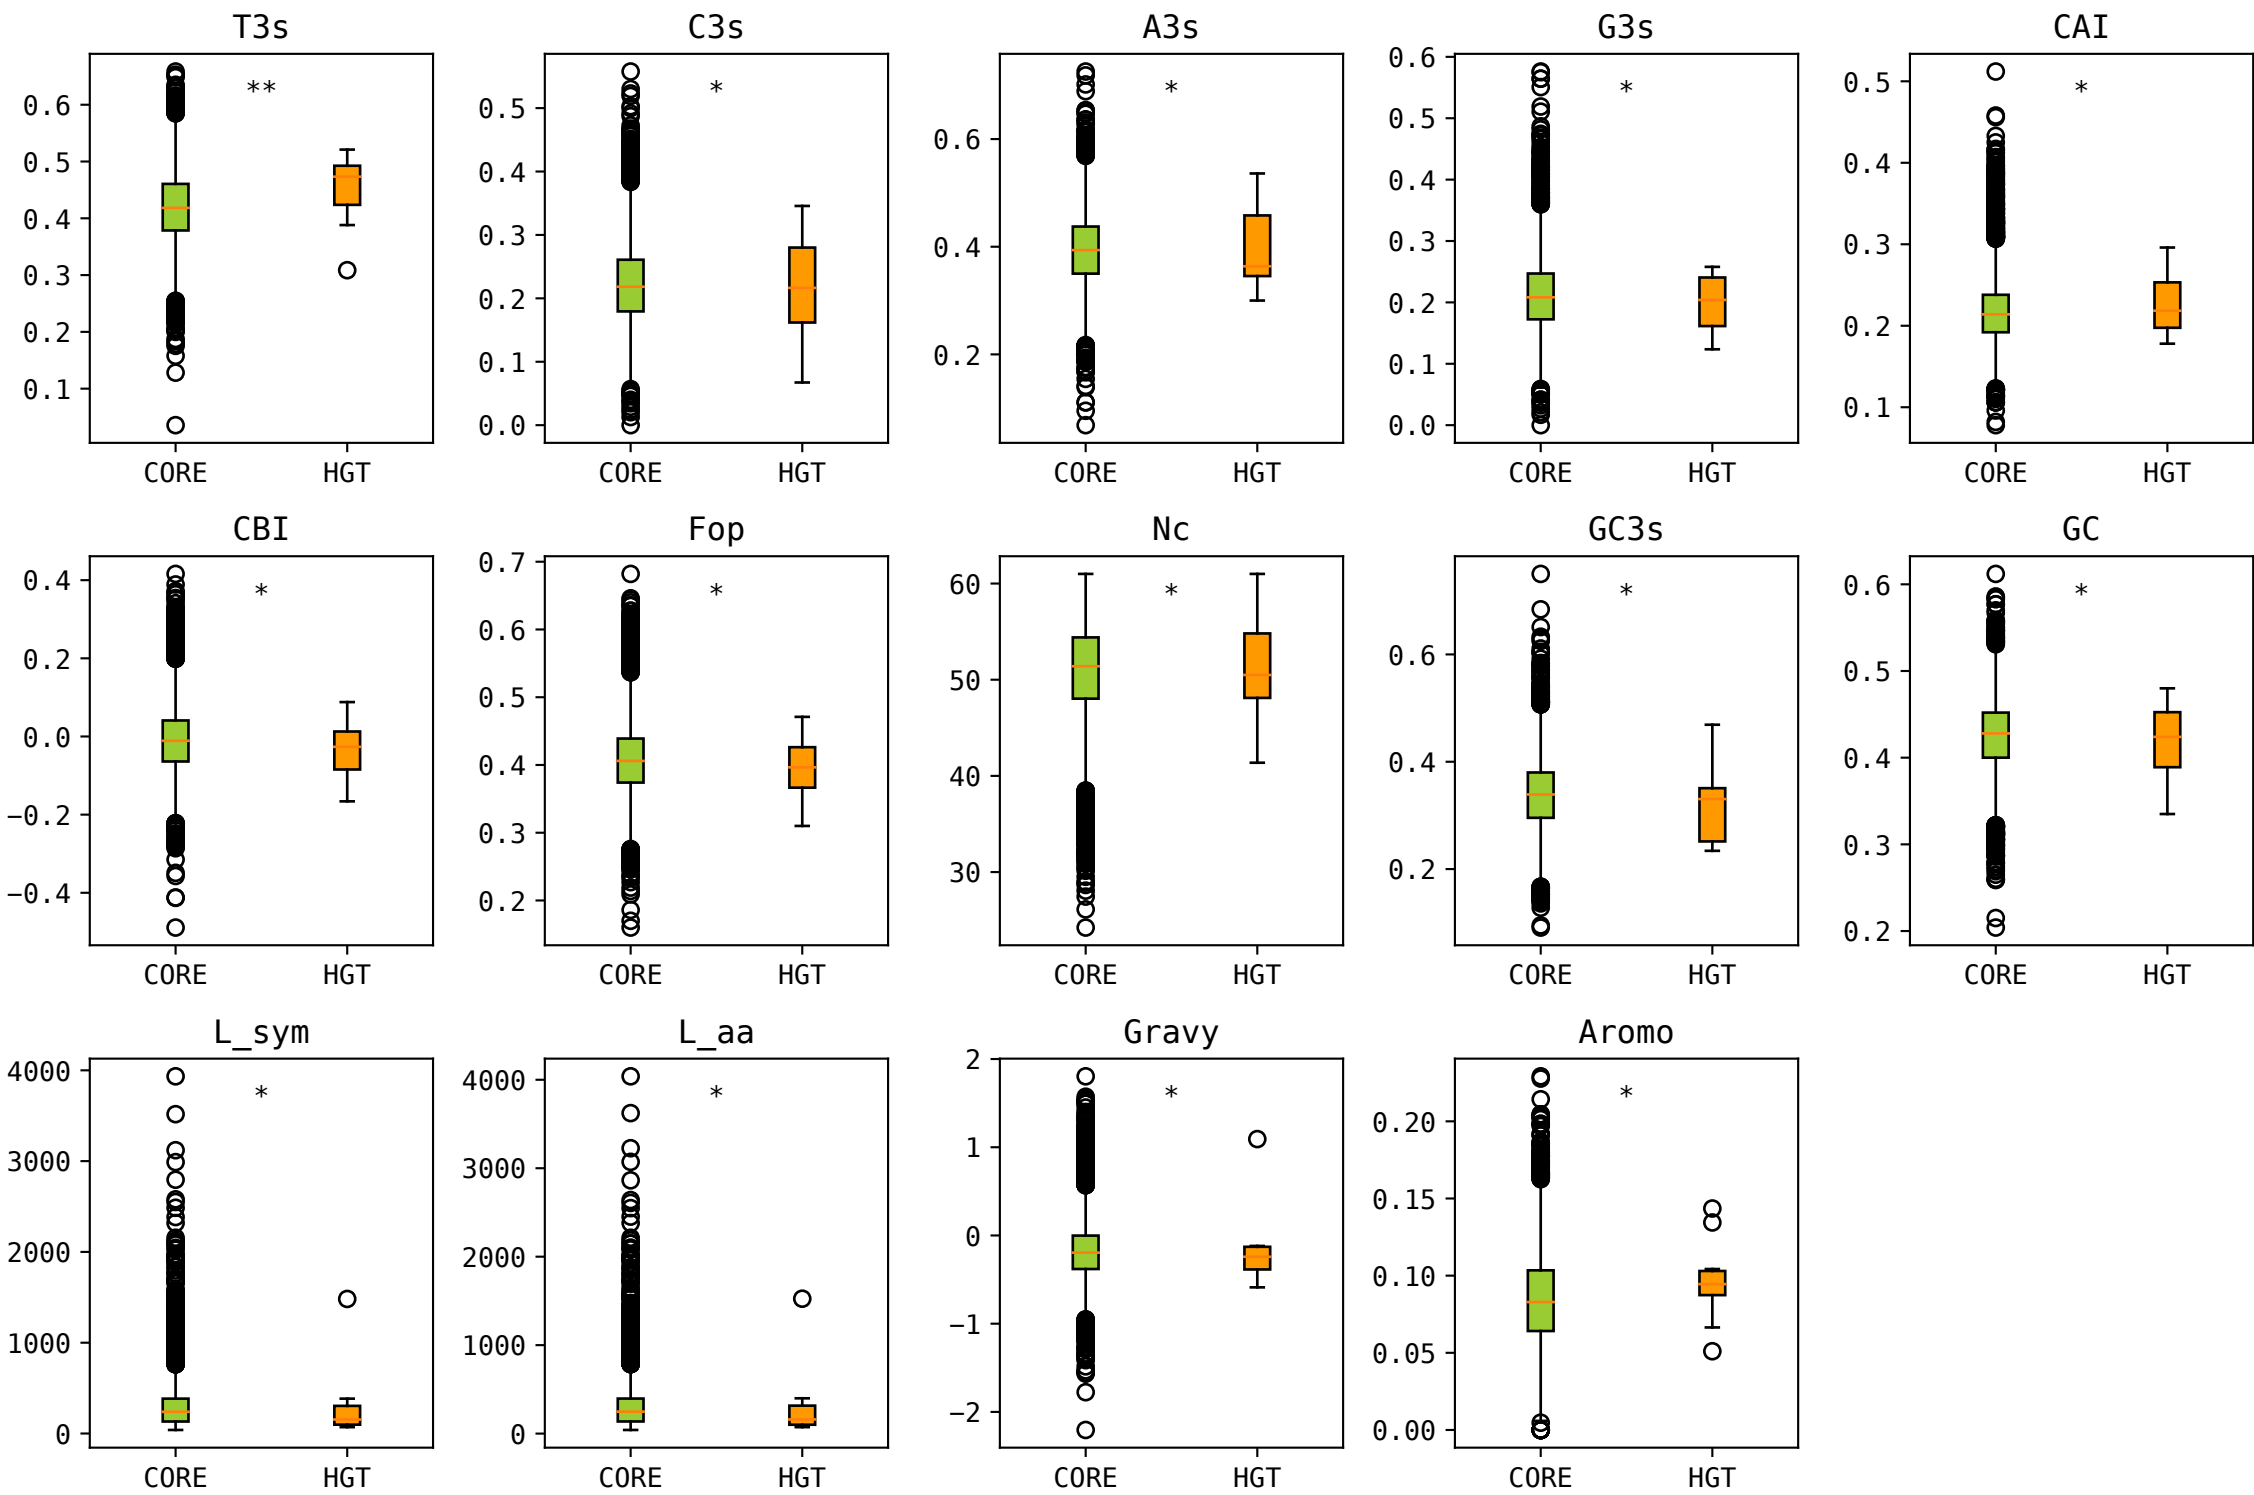 T3s C3s A3s G3s CAI
** * * * *
0.6 0.5 0.4 0.3 0.2 0.1
0.5 0.4 0.3 0.2 0.1 0.0
0.6 0.4 0.2
0.6 0.5 0.4 0.3 0.2 0.1 0.0
0.5 0.4 0.3 0.2 0.1
CORE HGT CORE HGT CORE HGT CORE HGT CORE HGT
CBI Fop Nc GC3s GC
* * * * *
0.4 0.2 0.0 −0.2 −0.4
0.7 0.6 0.5 0.4 0.3 0.2
60 50 40 30
0.6 0.4 0.2
0.6 0.5 0.4 0.3 0.2
CORE HGT CORE HGT CORE HGT CORE HGT CORE HGT
L_sym L_aa Gravy Aromo
* * * *
4000 3000 2000 1000 0
4000 3000 2000 1000 0
2 1 0 −1 −2
0.20 0.15 0.10 0.05 0.00
CORE HGT CORE HGT CORE HGT CORE HGT